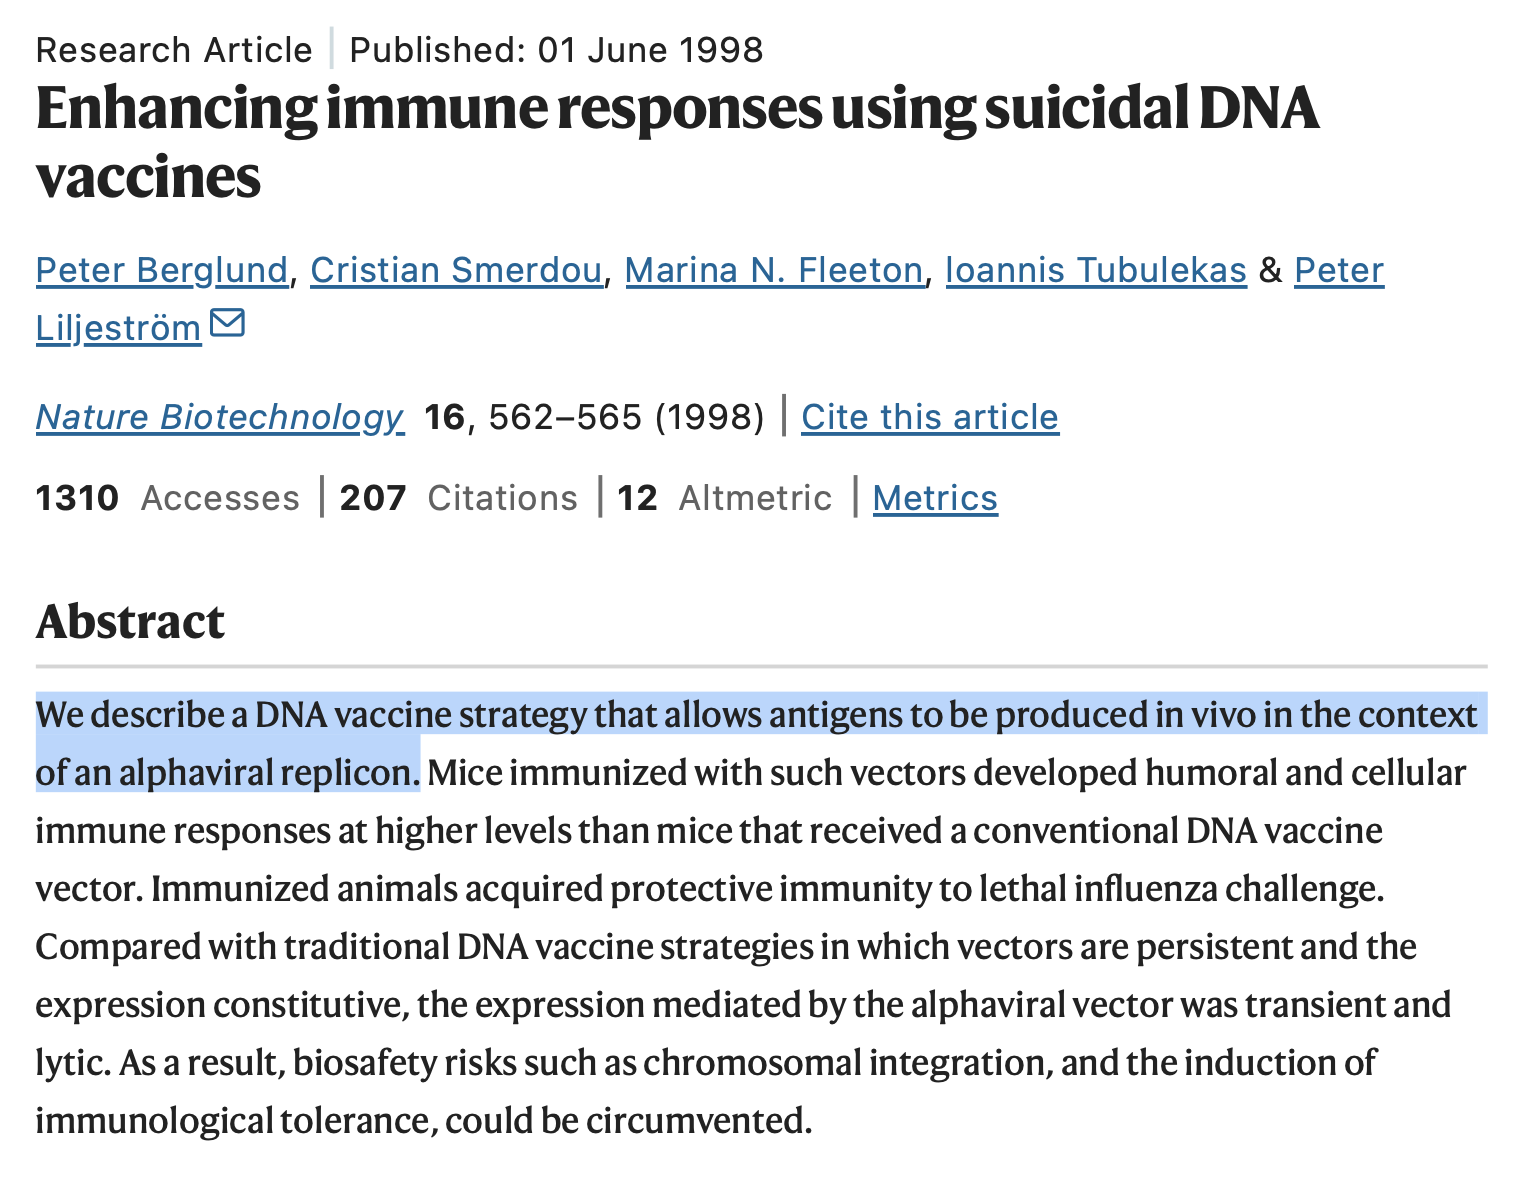 Research Article | Published: 01 June 1998
Enhancing immune responses using suicidal DNA
vaccines
Peter Berglund, Cristian Smerdou, Marina N. Fleeton, Ioannis Tubulekas & Peter
Liljeström
Nature Biotechnology 16, 562–565 (1998) | Cite this article
1310 Accesses | 207 Citations | 12 Altmetric | Metrics
Abstract
We describe a DNA vaccine strategy that allows antigens to be produced in vivo in the context
of an alphaviral replicon. Mice immunized with such vectors developed humoral and cellular
immune responses at higher levels than mice that received a conventional DNA vaccine
vector. Immunized animals acquired protective immunity to lethal influenza challenge.
Compared with traditional DNA vaccine strategies in which vectors are persistent and the
expression constitutive, the expression mediated by the alphaviral vector was transient and
lytic. As a result, biosafety risks such as chromosomal integration, and the induction of
immunological tolerance, could be circumvented.